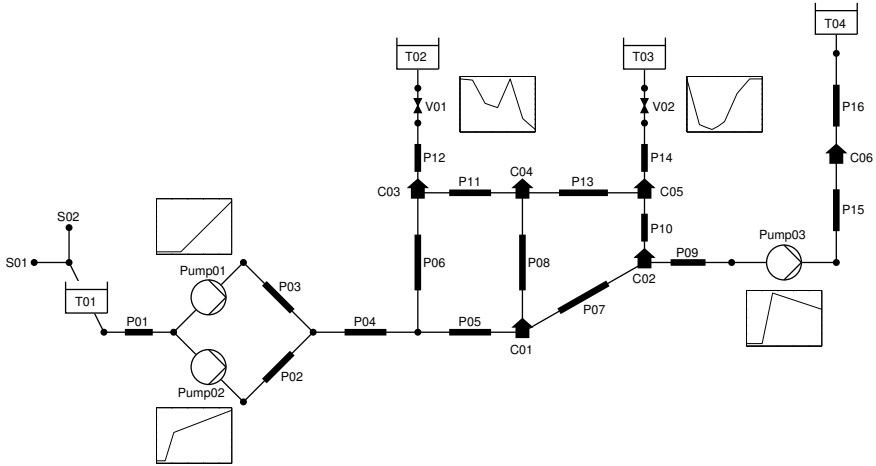 T04
T02
T03
V01
V02
P16
P12
P14
C06
C03
P11
C04
P13
C05
P15
S02
P10
Pump03
S01
Pump01
P06
P08
P09
C02
T01
P03
P07
P01
P04
P05
C01
P02
Pump02